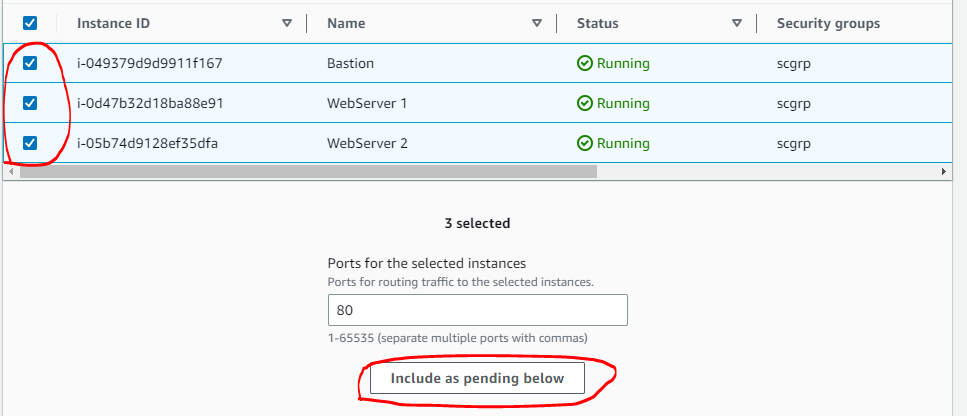 Instance ID Name Status Security groups
i-049379d9d9911f167 Bastion Running scgrp
i-0d47b32d18ba88e91 WebServer 1 Running scgrp
i-05b74d9128ef35dfa WebServer 2 Running scgrp
3 selected
Ports for the selected instances
Ports for routing traffic to the selected instances.
80
1-65535 (separate multiple ports with commas)
Include as pending below